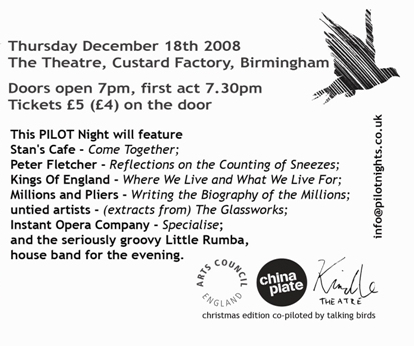 Thursday December 18th 2008
The Theatre, Custard Factory, Birmingham
Doors open 7pm, first act 7.30pm
Tickets £5 (£4) on the door
This PILOT Night will feature
Stan's Cafe - Come Together;
Peter Fletcher - Reflections on the Counting of Sneezes;
Kings Of England - Where We Live and What We Live For;
Millions and Pliers - Writing the Biography of the Millions;
untied artists - (extracts from) The Glassworks;
Instant Opera Company - Specialise;
and the seriously groovy Little Rumba,
house band for the evening.
info@pilotnights.co.uk
ARTS COUNCIL
ENGLAND
china
plate
Kindle
THEATRE
christmas edition co-piloted by talking birds